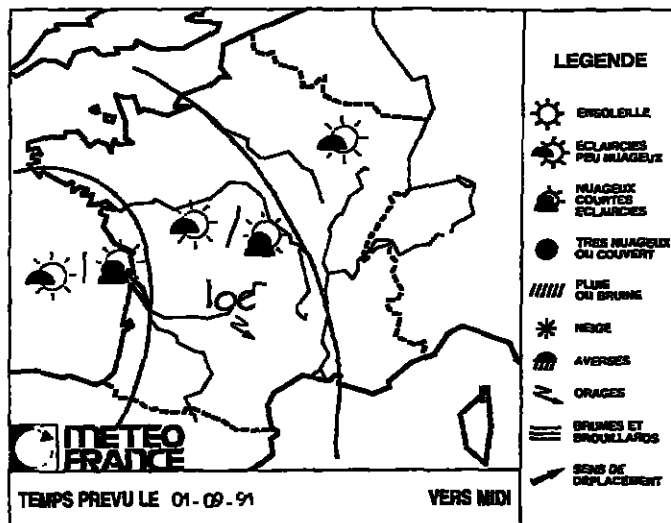 LEGENDE
ENSOLEILLE
ECLAIRCIES
PEU NUAGEUX
NUAGEUX
COURTES
ECLAIRCIES
TRES NUAGEUX
OU COUVERT
PLUIE
OU BRUINE
NEIGE
AVERSES
ORAGES
BRUMES ET
BROUILLARDS
SENS DE
DEPLACEMENT
METEO
FRANCE
TEMPS PREVU LE 01-09-91 VERS MIDI